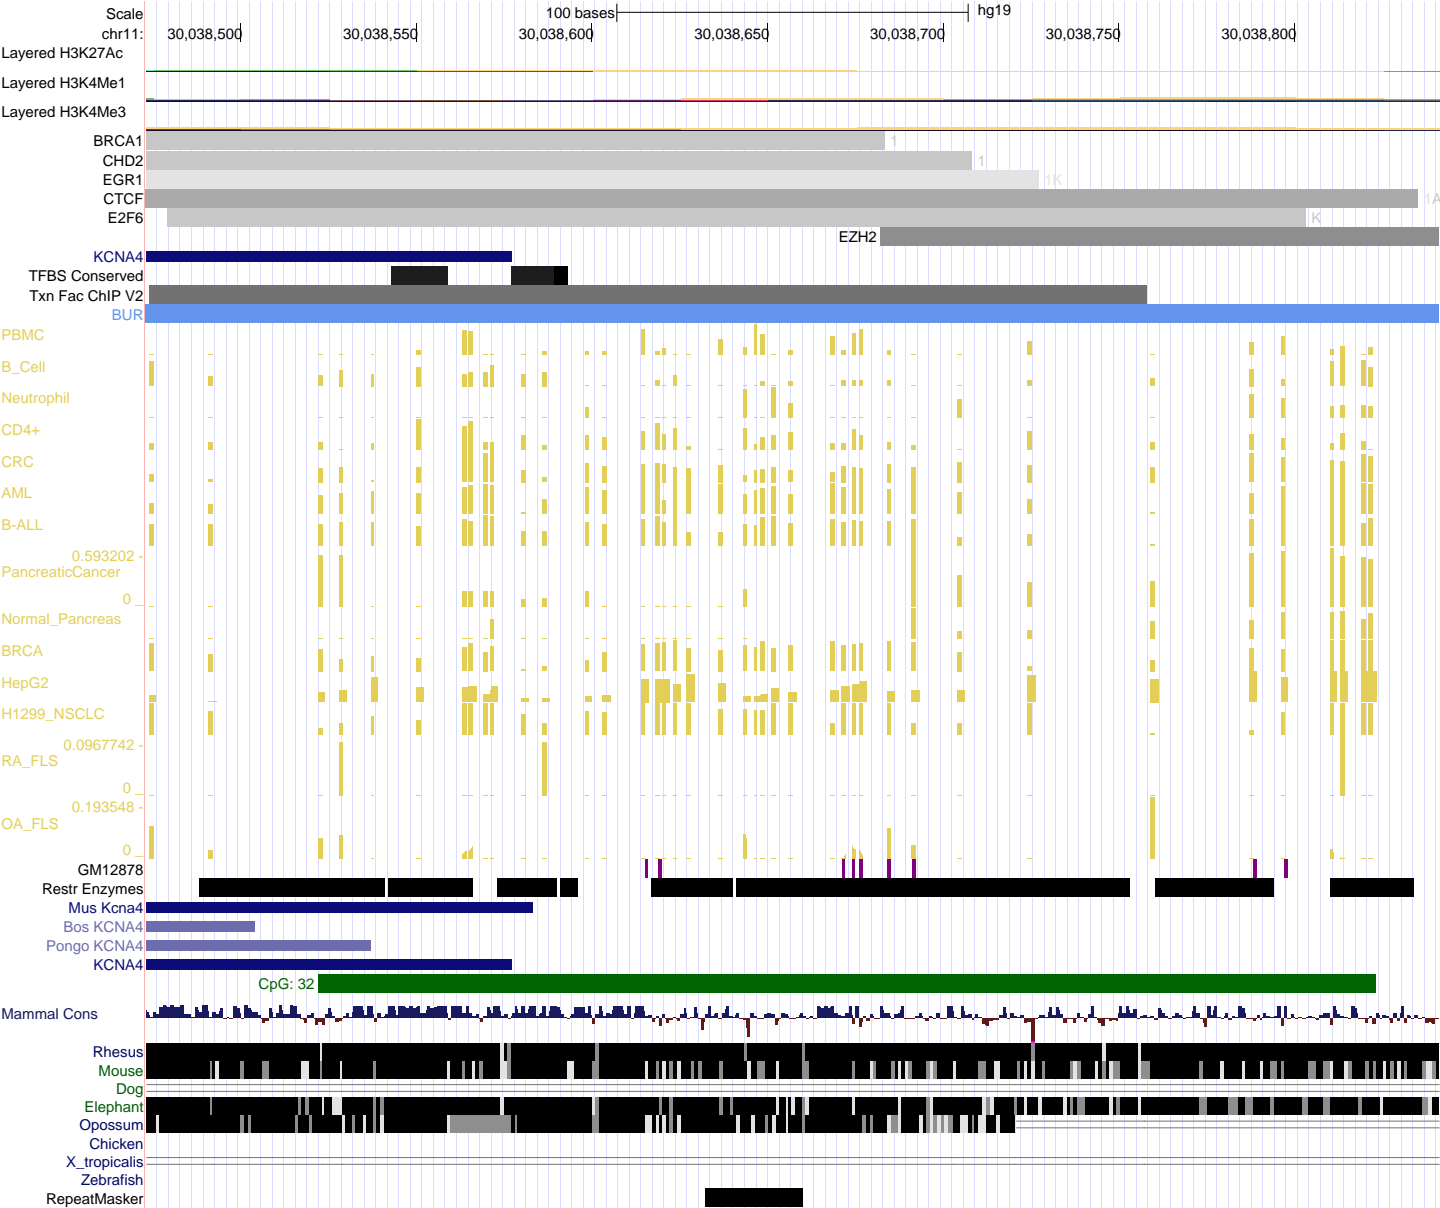 Scale 100 bases hg19
chr11: 30,038,500 30,038,550 30,038,600 30,038,650 30,038,700 30,038,750 30,038,800
Layered H3K27Ac
Layered H3K4Me1
Layered H3K4Me3
BRCA1 1
CHD2 1
EGR1 1K
CTCF 1A
E2F6 K
EZH2
KCNA4
TFBS Conserved
Txn Fac ChIP V2
BUR
PBMC
B_Cell
Neutrophil
CD4+
CRC
AML
B-ALL
0.593202 -
PancreaticCancer
0 _
Normal_Pancreas
BRCA
HepG2
H1299_NSCLC
0.0967742 -
RA_FLS
0 _
0.193548 -
OA_FLS
0 _
GM12878
Restr Enzymes
Mus Kcna4
Bos KCNA4
Pongo KCNA4
KCNA4
CpG: 32
Mammal Cons
Rhesus
Mouse
Dog
Elephant
Opossum
Chicken
X_tropicalis
Zebrafish
RepeatMasker